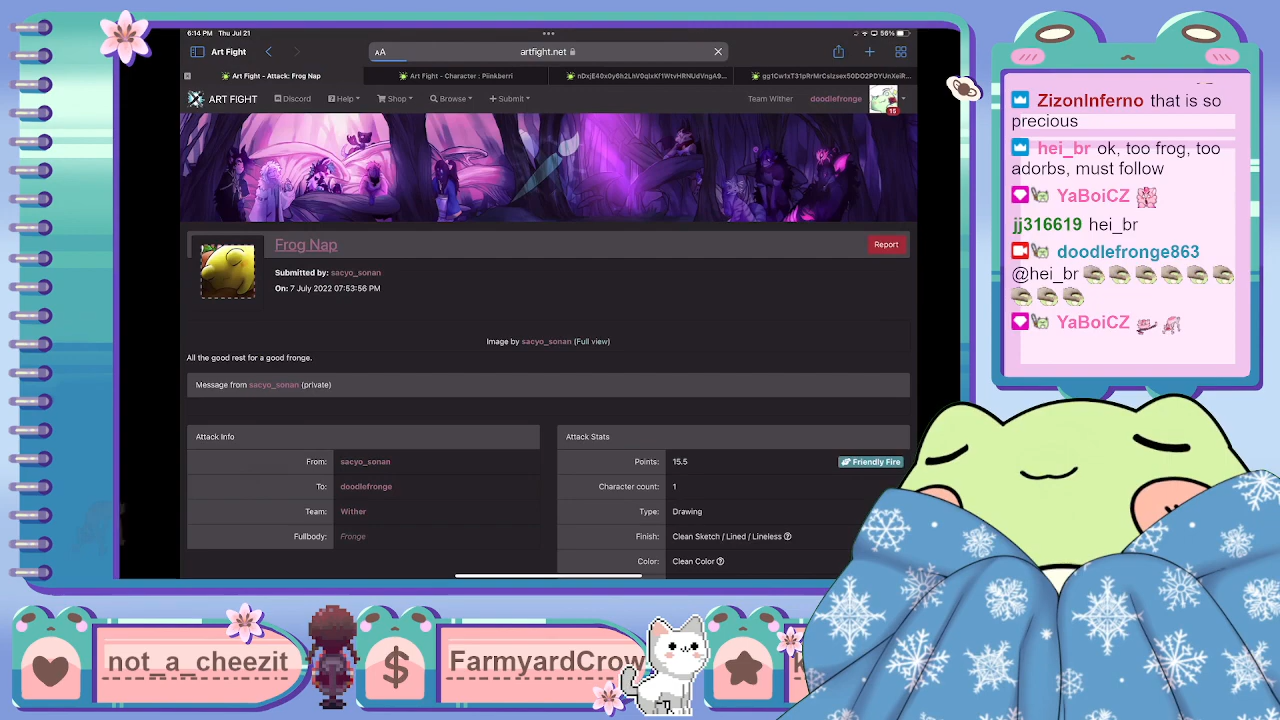 6:14 PM Thu Jul 21
56%
Art Fight
AA
artfight.net
Art Fight - Attack: Frog Nap
Art Fight - Character : Piinkberri
ART FIGHT
Discord
Help
Shop
Browse
Submit
Team Wither
doodlefronge
15
Frog Nap
Report
Submitted by: sacyo_sonan
On: 7 July 2022 07:53:56 PM
Image by sacyo_sonan (Full view)
All the good rest for a good fronge.
Message from sacyo_sonan (private)
Attack Info
From: sacyo_sonan
To: doodlefronge
Team: Wither
Fullbody: Fronge
Attack Stats
Points: 15.5
Friendly Fire
Character count: 1
Type: Drawing
Finish: Clean Sketch / Lined / Lineless
Color: Clean Color
ZizonInferno that is so
precious
hei_br ok, too frog, too
adorbs, must follow
YaBoiCZ
jj316619 hei_br
doodlefronge863
@hei_br
YaBoiCZ
not_a_cheezit
$
FarmyardCrow